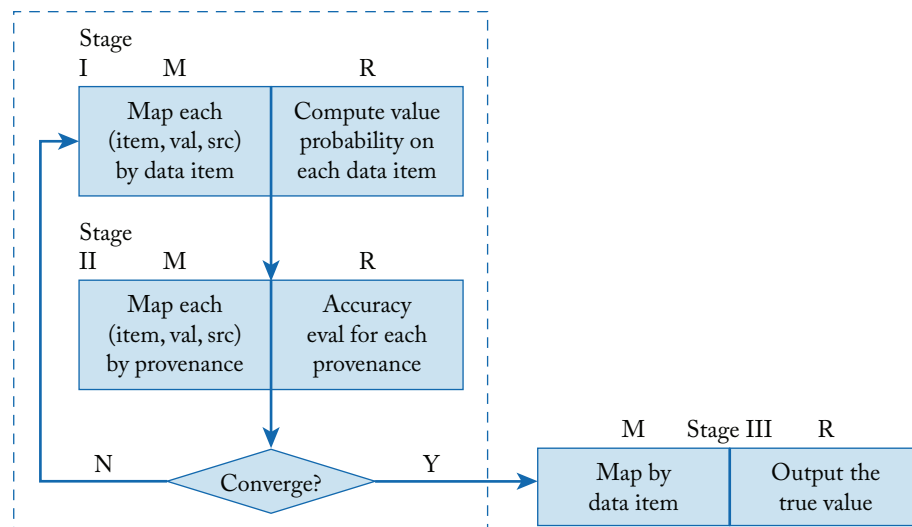 Stage
I M R
Map each
(item, val, src)
by data item
Compute value
probability on
each data item
Stage
II M R
Map each
(item, val, src)
by provenance
Accuracy
eval for each
provenance
M Stage III R
N
Converge?
Y
Map by
data item
Output the
true value